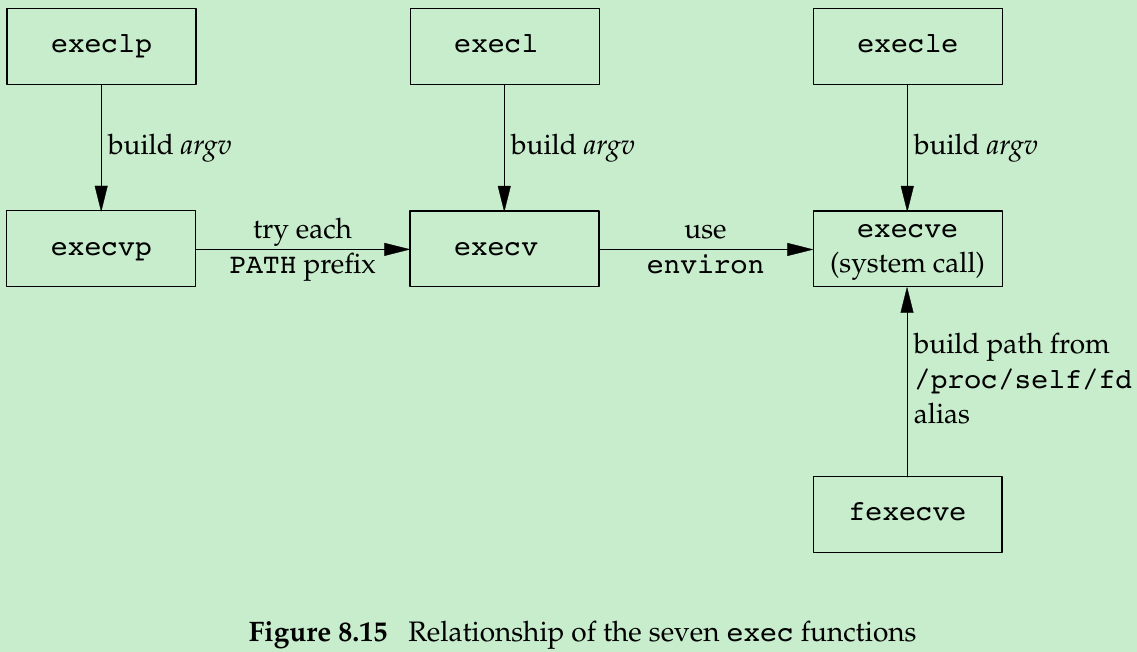 execlp
execl
execle
build argv
build argv
build argv
execvp
try each
PATH prefix
execv
use
environ
execve
(system call)
build path from
/proc/self/fd
alias
fexecve
Figure 8.15 Relationship of the seven exec functions